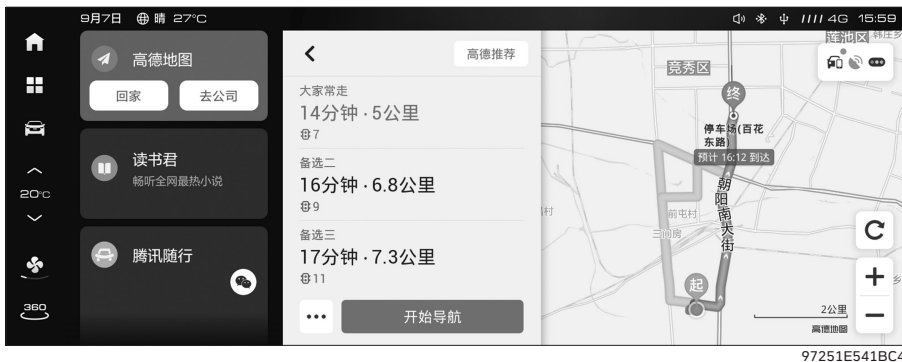 9月7日 晴 27°C
4G 15:59
高德地图
回家 去公司
读书君
畅听全网最热小说
腾讯随行
20°C
360
高德推荐
大家常走
14分钟·5公里
7
备选二
16分钟·6.8公里
9
备选三
17分钟·7.3公里
11
开始导航
莲池区
韩庄乡
竞秀区
终
停车场(百花
东路)
预计 16:12 到达
朝阳南大街
前屯村
三间房
村
起
2公里
高德地图
97251E541BC4